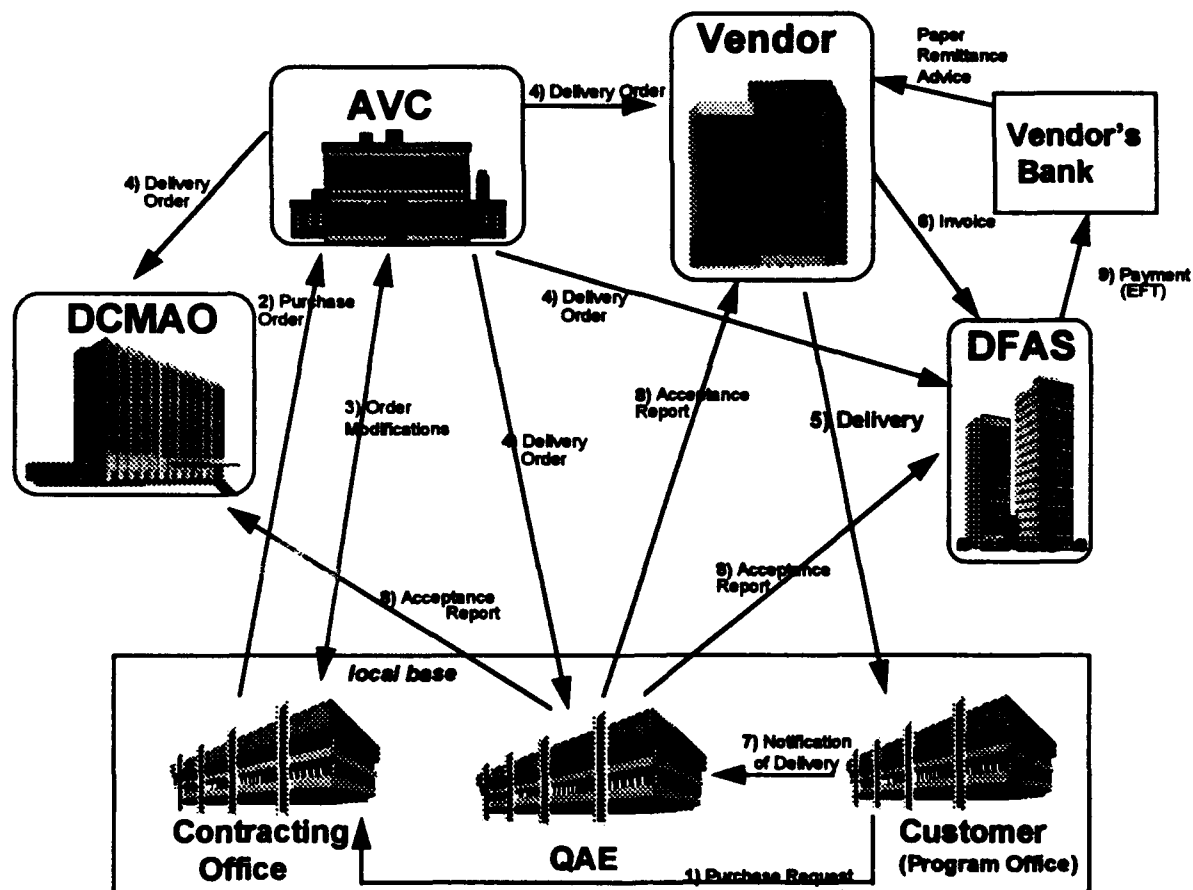 Vendor
Paper
Remittance
Advice
AVC
4) Delivery Order
Vendor's
Bank
4) Delivery
Order
6) Invoice
9) Payment
(EFT)
2) Purchase
Order
4) Delivery
Order
DCMAO
DFAS
3) Order
Modifications
8) Acceptance
Report
5) Delivery
4) Delivery
Order
8) Acceptance
Report
8) Acceptance
Report
local base
7) Notification
of Delivery
Contracting
Office
QAE
Customer
(Program Office)
1) Purchase Request